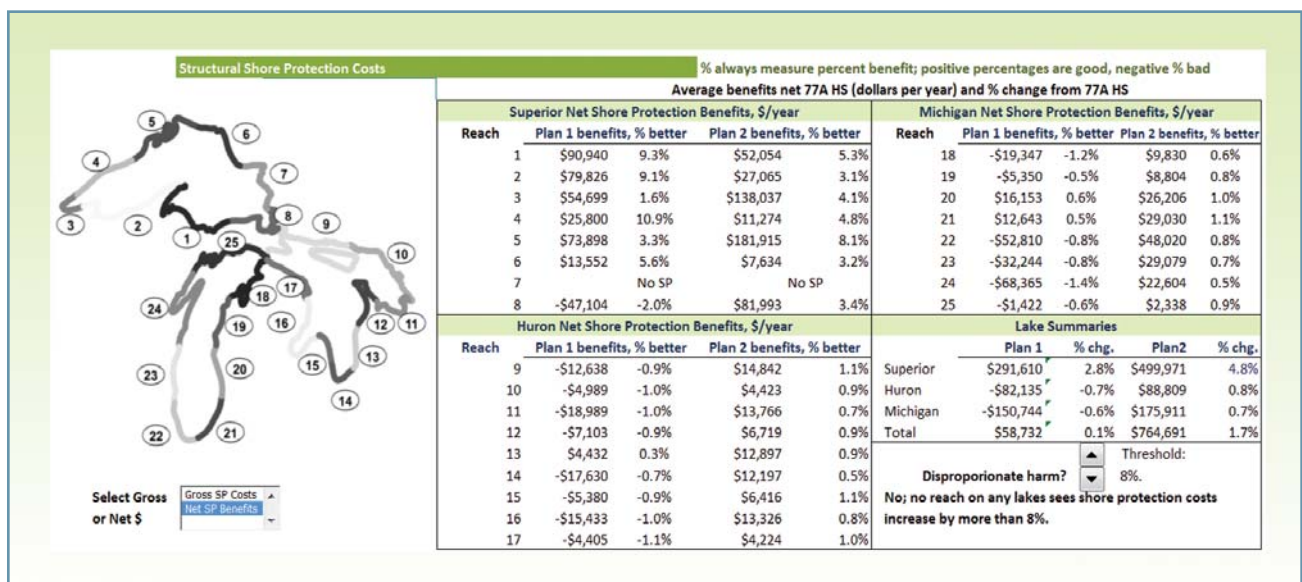 Structural Shore Protection Costs
% always measure percent benefit; positive percentages are good, negative % bad
Average benefits net 77A HS (dollars per year) and % change from 77A HS
Superior Net Shore Protection Benefits, $/year
Reach Plan 1 benefits, % better Plan 2 benefits, % better
1 $90,940 9.3% $52,054 5.3%
2 $79,826 9.1% $27,065 3.1%
3 $54,699 1.6% $138,037 4.1%
4 $25,800 10.9% $11,274 4.8%
5 $73,898 3.3% $181,915 8.1%
6 $13,552 5.6% $7,634 3.2%
7 No SP No SP
8 -$47,104 -2.0% $81,993 3.4%
Michigan Net Shore Protection Benefits, $/year
Reach Plan 1 benefits, % better Plan 2 benefits, % better
18 -$19,347 -1.2% $9,830 0.6%
19 -$5,350 -0.5% $8,804 0.8%
20 $16,153 0.6% $26,206 1.0%
21 $12,643 0.5% $29,030 1.1%
22 -$52,810 -0.8% $48,020 0.8%
23 -$32,244 -0.8% $29,079 0.7%
24 -$68,365 -1.4% $22,604 0.5%
25 -$1,422 -0.6% $2,338 0.9%
Huron Net Shore Protection Benefits, $/year
Reach Plan 1 benefits, % better Plan 2 benefits, % better
9 -$12,638 -0.9% $14,842 1.1%
10 -$4,989 -1.0% $4,423 0.9%
11 -$18,989 -1.0% $13,766 0.7%
12 -$7,103 -0.9% $6,719 0.9%
13 $4,432 0.3% $12,897 0.9%
14 -$17,630 -0.7% $12,197 0.5%
15 -$5,380 -0.9% $6,416 1.1%
16 -$15,433 -1.0% $13,326 0.8%
17 -$4,405 -1.1% $4,224 1.0%
Lake Summaries
Plan 1 % chg. Plan2 % chg.
Superior $291,610 2.8% $499,971 4.8%
Huron -$82,135 -0.7% $88,809 0.8%
Michigan -$150,744 -0.6% $175,911 0.7%
Total $58,732 0.1% $764,691 1.7%
Threshold:
Disproporionate harm? 8%.
No; no reach on any lakes sees shore protection costs
increase by more than 8%.
5
6
4
7
3
2
8
9
1
25
10
24
18
17
19
16
12
11
23
20
15
13
14
22
21
Select Gross
or Net $
Gross SP Costs
Net SP Benefits